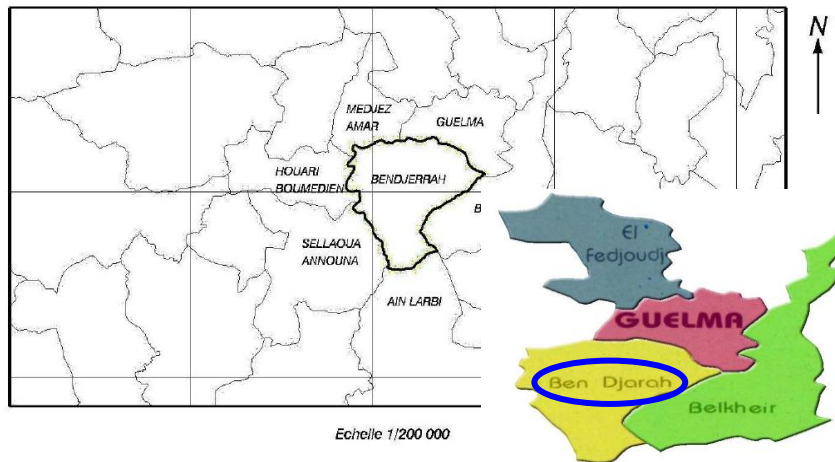 N
MEDJEZ
AMAR
GUELMA
HOUARI
BOUMEDIEN
BENDJERRAH
B
SELLAOUA
ANNOUNA
AIN LARBI
El
Fedjoudj
GUELMA
Ben Djarah
Belkheir
Echelle 1/200 000